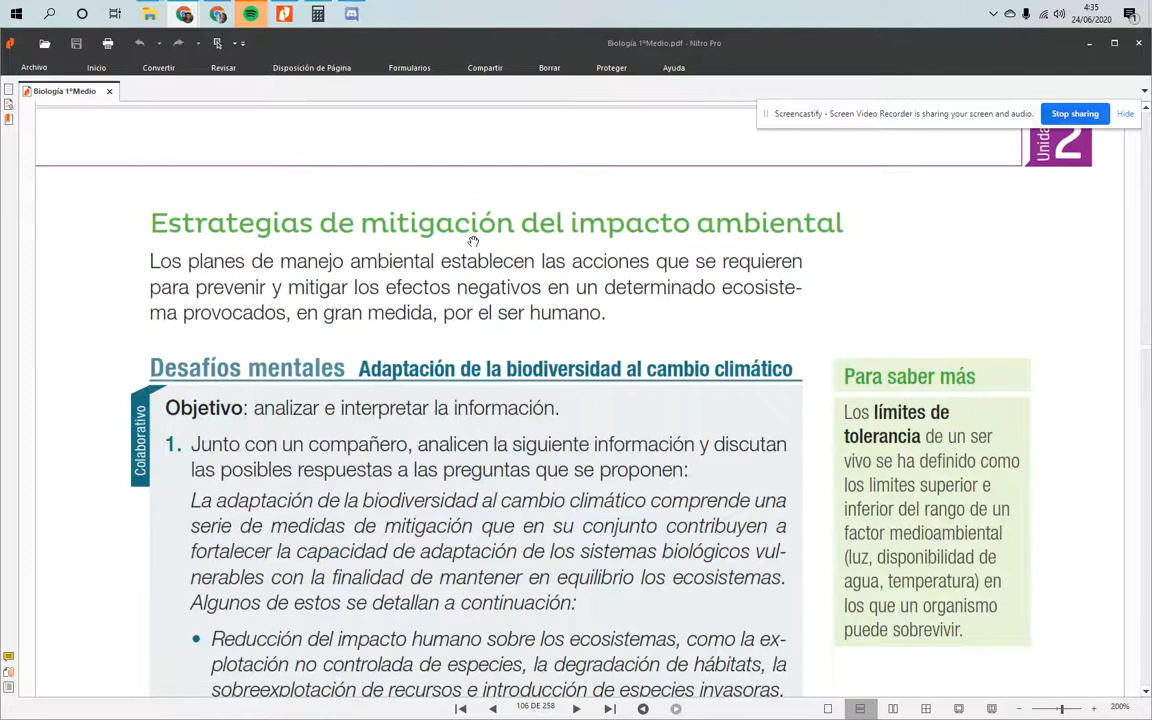 4:35
24/06/2020
Biología 1°Medio.pdf - Nitro Pro
Archivo Inicio Convertir Revisar Disposición de Página Formularios Compartir Borrar Proteger Ayuda
Biología 1°Medio
Screencastify - Screen Video Recorder is sharing your screen and audio. Stop sharing Hide
2
Estrategias de mitigación del impacto ambiental
Los planes de manejo ambiental establecen las acciones que se requieren
para prevenir y mitigar los efectos negativos en un determinado ecosiste-
ma provocados, en gran medida, por el ser humano.
Desafíos mentales Adaptación de la biodiversidad al cambio climático
Colaborativo
Objetivo: analizar e interpretar la información.
1. Junto con un compañero, analicen la siguiente información y discutan
las posibles respuestas a las preguntas que se proponen:
La adaptación de la biodiversidad al cambio climático comprende una
serie de medidas de mitigación que en su conjunto contribuyen a
fortalecer la capacidad de adaptación de los sistemas biológicos vul-
nerables con la finalidad de mantener en equilibrio los ecosistemas.
Algunos de estos se detallan a continuación:
• Reducción del impacto humano sobre los ecosistemas, como la ex-
plotación no controlada de especies, la degradación de hábitats, la
sobreexplotación de recursos e introducción de especies invasoras.
Para saber más
Los límites de
tolerancia de un ser
vivo se ha definido como
los limites superior e
inferior del rango de un
factor medioambiental
(luz, disponibilidad de
agua, temperatura) en
los que un organismo
puede sobrevivir.
106 DE 258
200%